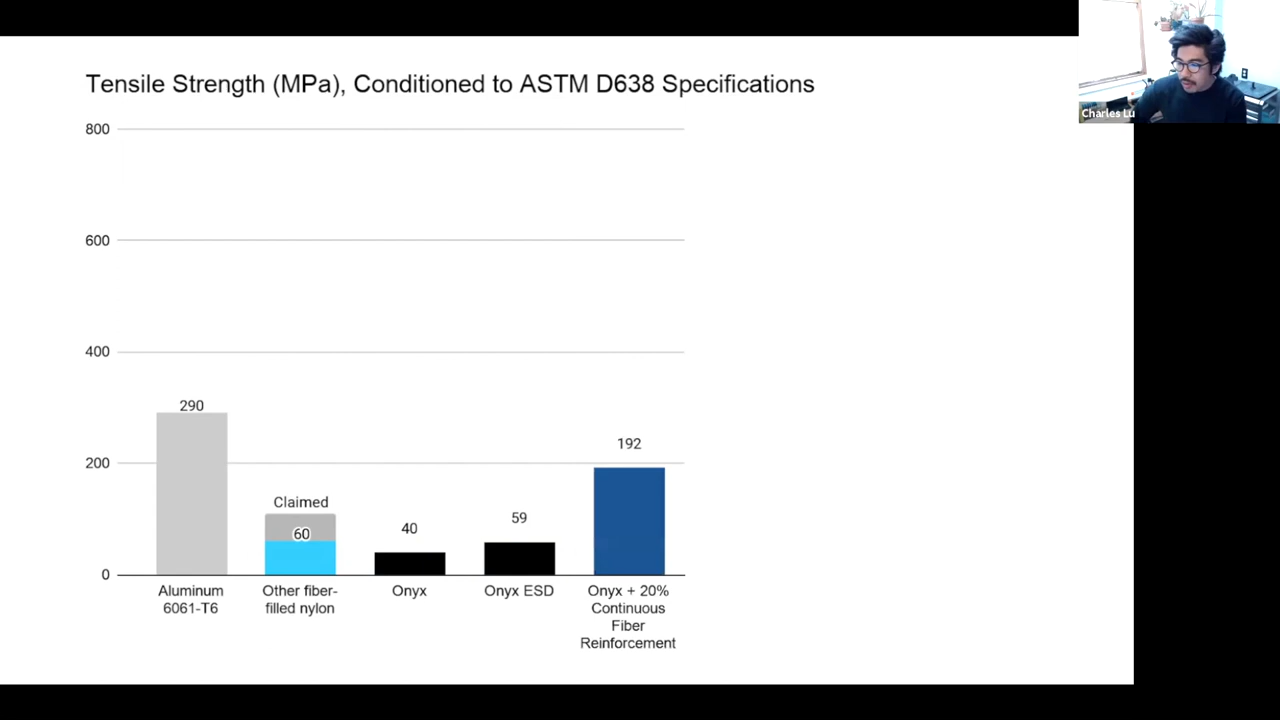 Tensile Strength (MPa), Conditioned to ASTM D638 Specifications
Charles Lu
800
600
400
200
0
290
Claimed
60
40
59
192
Aluminum
6061-T6
Other fiber-
filled nylon
Onyx
Onyx ESD
Onyx + 20%
Continuous
Fiber
Reinforcement